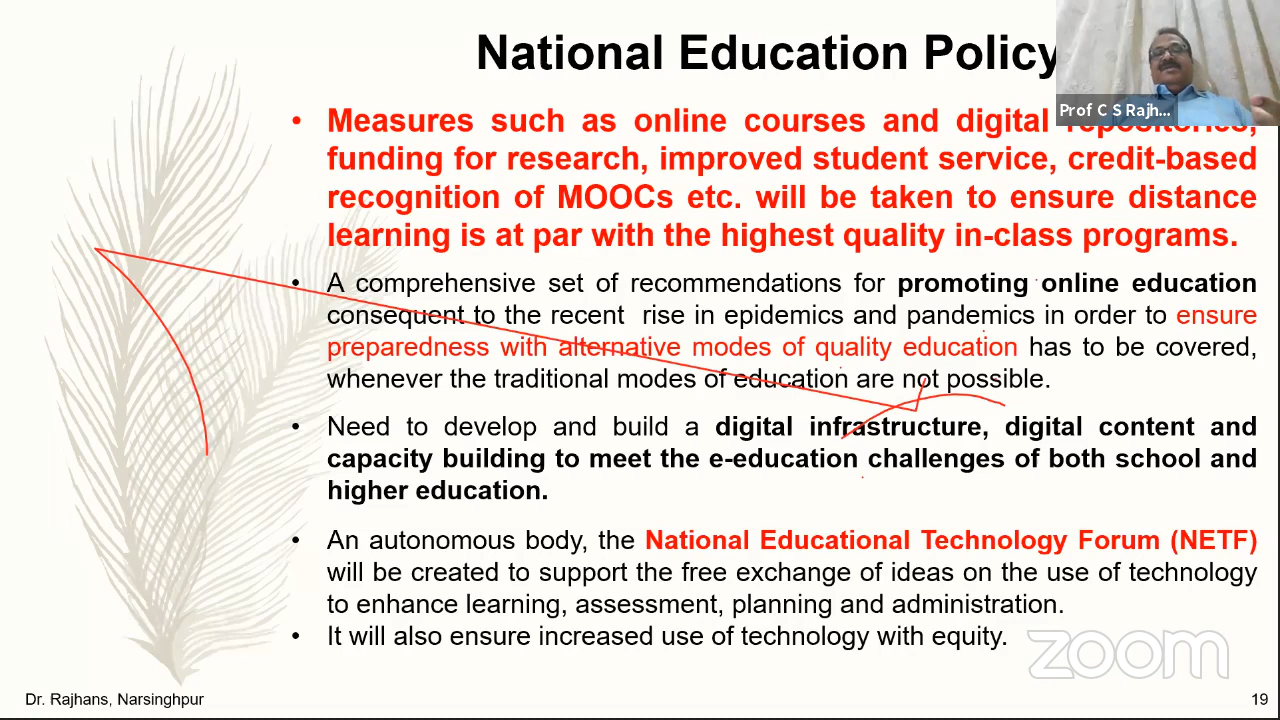 National Education Policy
Prof C S Rajh...
• Measures such as online courses and digital repositories,
funding for research, improved student service, credit-based
recognition of MOOCs etc. will be taken to ensure distance
learning is at par with the highest quality in-class programs.
• A comprehensive set of recommendations for promoting online education
consequent to the recent rise in epidemics and pandemics in order to ensure
preparedness with alternative modes of quality education has to be covered,
whenever the traditional modes of education are not possible.
• Need to develop and build a digital infrastructure, digital content and
capacity building to meet the e-education challenges of both school and
higher education.
• An autonomous body, the National Educational Technology Forum (NETF)
will be created to support the free exchange of ideas on the use of technology
to enhance learning, assessment, planning and administration.
• It will also ensure increased use of technology with equity.
zoom
Dr. Rajhans, Narsinghpur
19